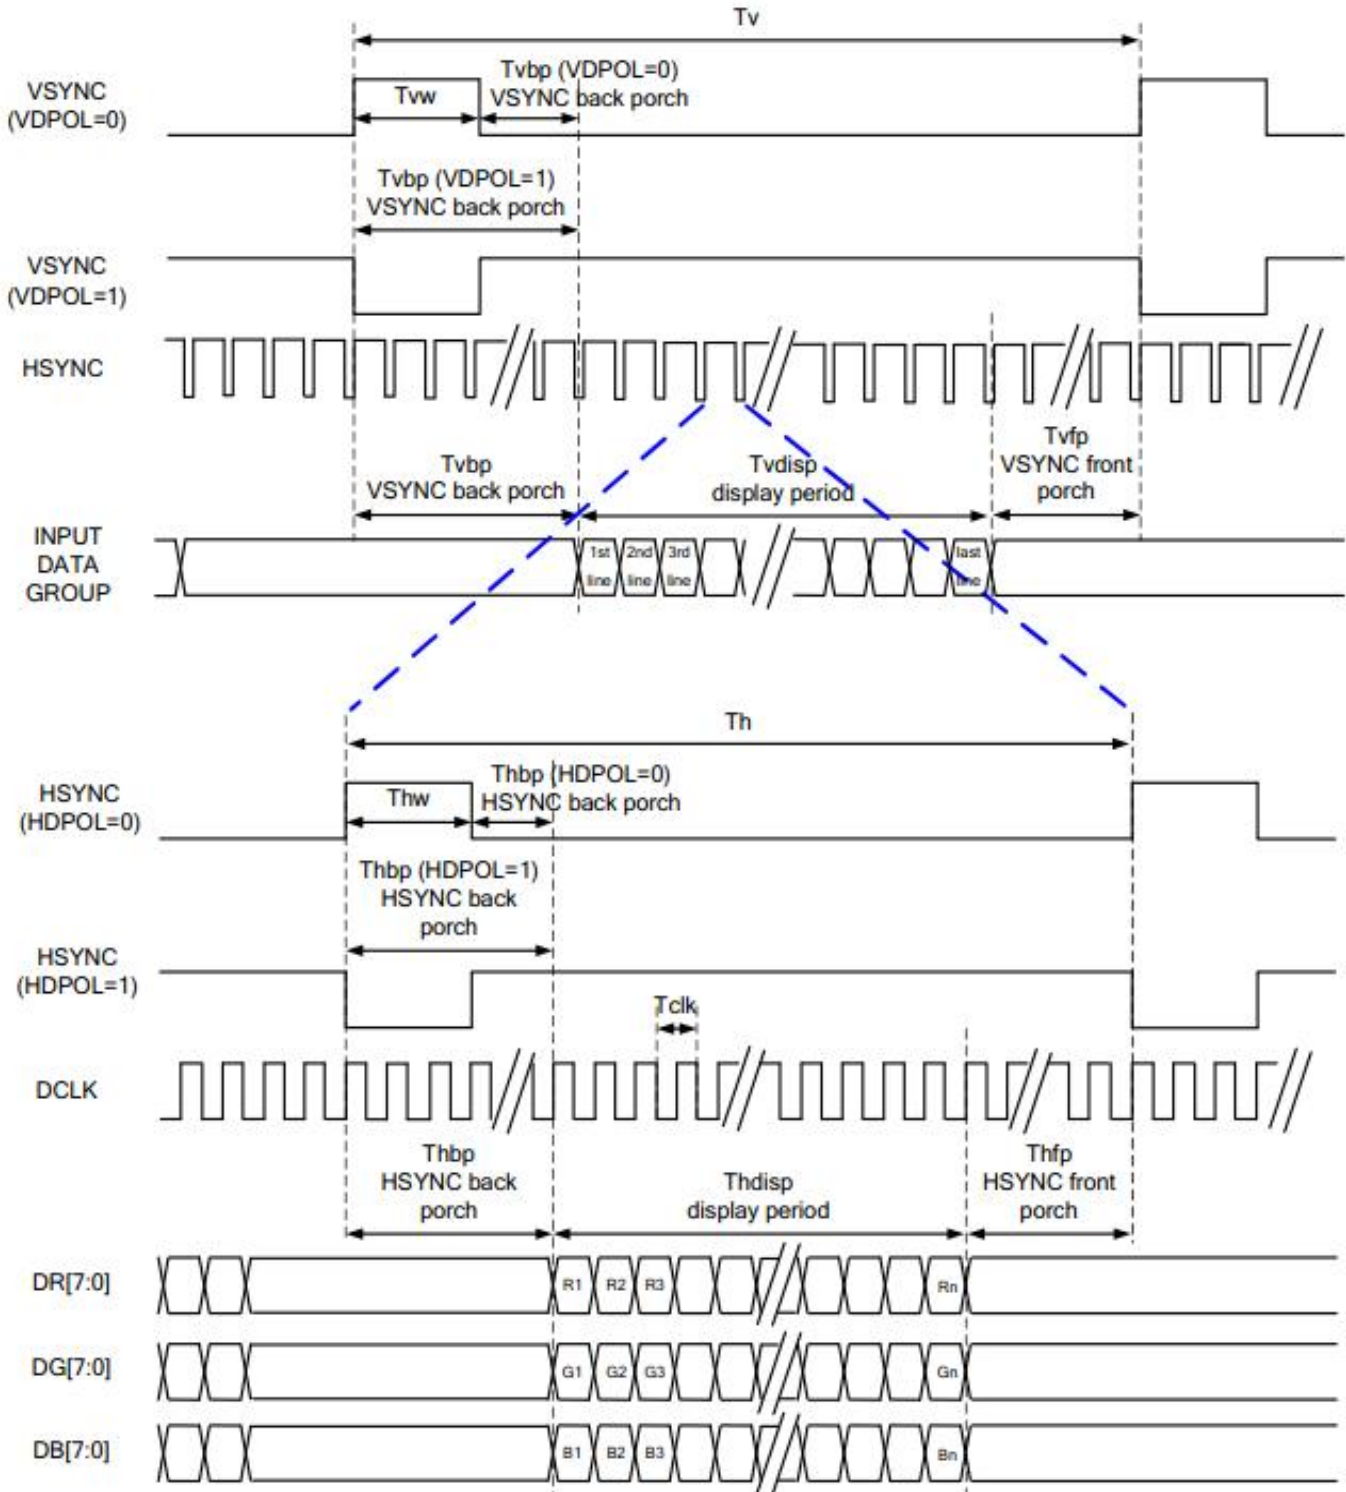 Tv
VSYNC
(VDPOL=0)
Tvw
Tvbp (VDPOL=0)
VSYNC back porch
Tvbp (VDPOL=1)
VSYNC back porch
VSYNC
(VDPOL=1)
HSYNC
Tvbp
VSYNC back porch
Tvdisp
display period
Tvfp
VSYNC front
porch
INPUT
DATA
GROUP
1st
line
2nd
line
3rd
line
last
line
Th
HSYNC
(HDPOL=0)
Thw
Thbp (HDPOL=0)
HSYNC back porch
Thbp (HDPOL=1)
HSYNC back
porch
HSYNC
(HDPOL=1)
Tclk
DCLK
Thbp
HSYNC back
porch
Thdisp
display period
Thfp
HSYNC front
porch
DR[7:0]
R1 R2 R3 Rn
DG[7:0]
G1 G2 G3 Gn
DB[7:0]
B1 B2 B3 Bn